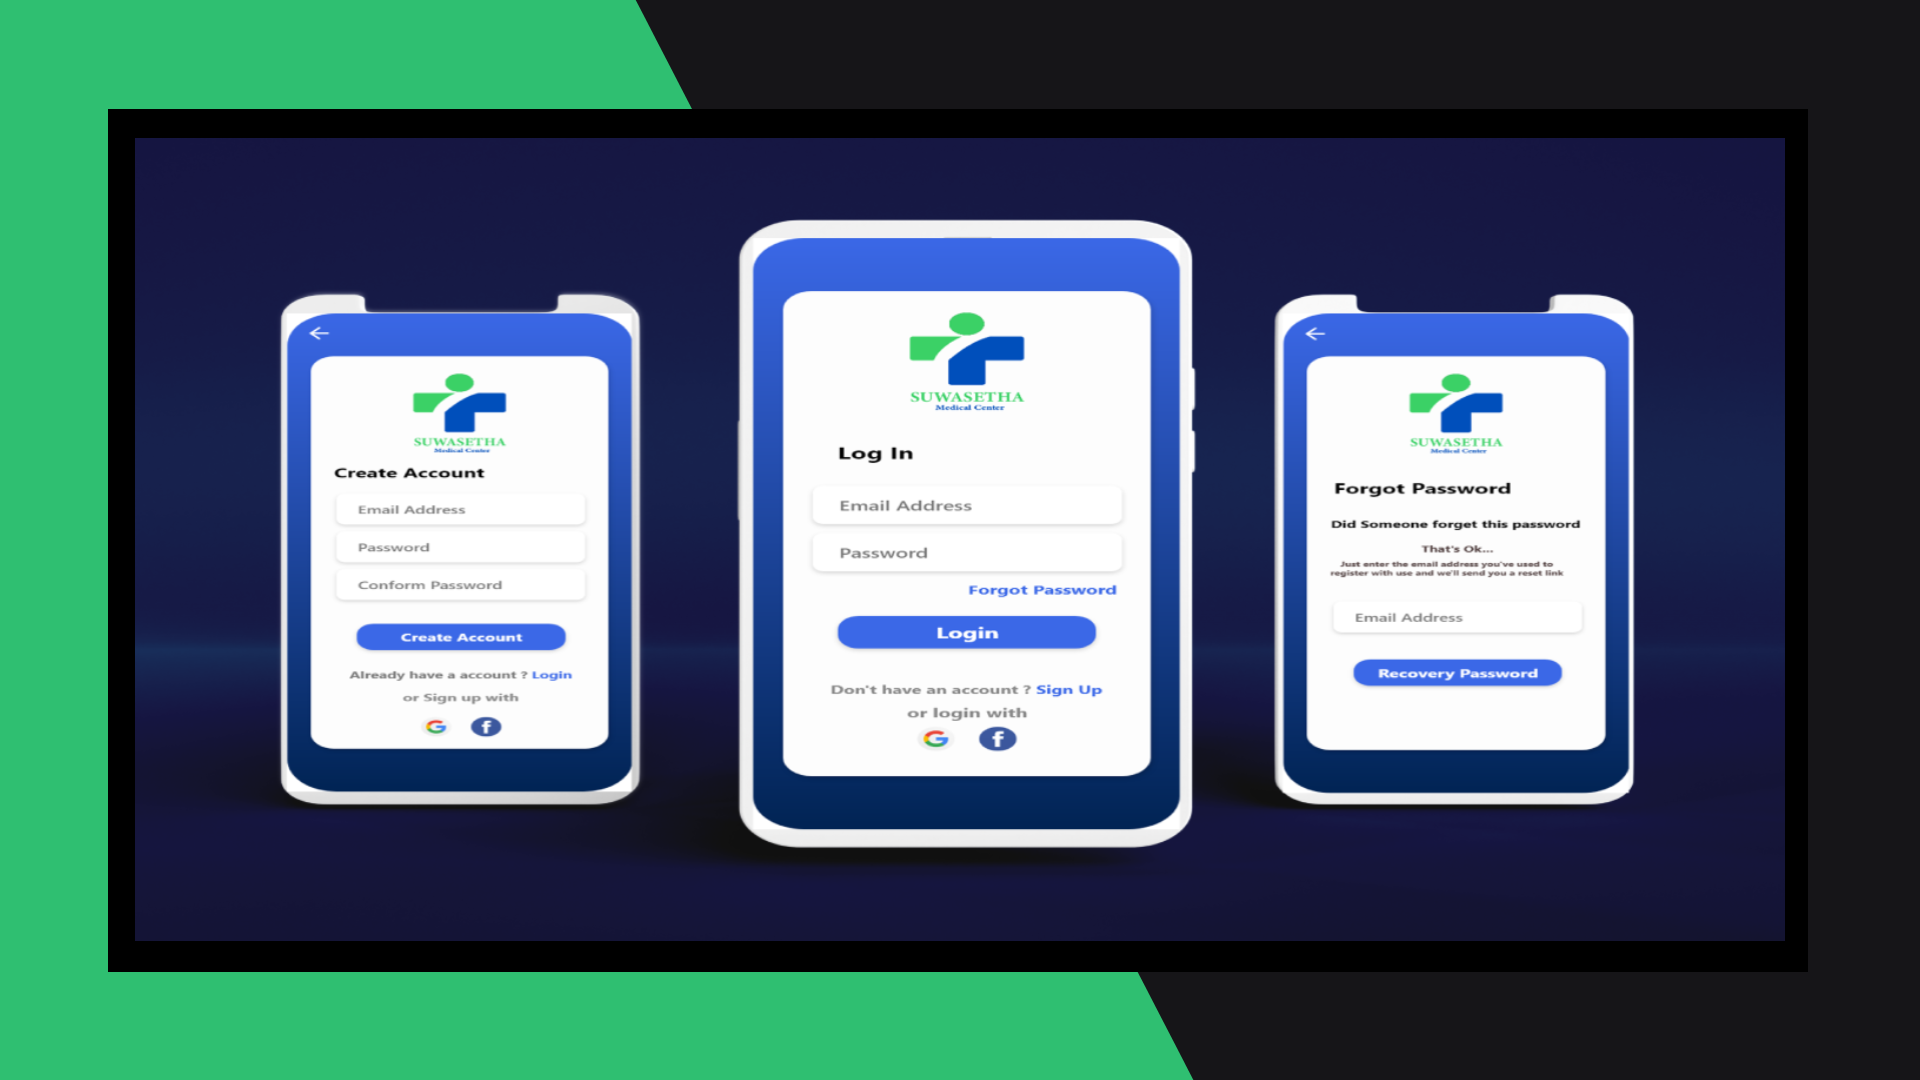 SUWASETHA
Medical Center
Create Account
Email Address
Password
Conform Password
Create Account
Already have a account ? Login
or Sign up with
G f
SUWASETHA
Medical Center
Log In
Email Address
Password
Forgot Password
Login
Don't have an account ? Sign Up
or login with
G f
SUWASETHA
Medical Center
Forgot Password
Did Someone forget this password
That's Ok...
Just enter the email address you've used to
register with use and we'll send you a reset link
Email Address
Recovery Password